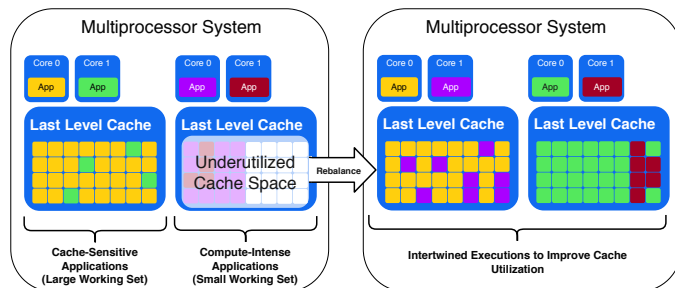 Multiprocessor System
Core 0
App
Core 1
App
Core 0
App
Core 1
App
Last Level Cache
Last Level Cache
Underutilized
Cache Space
Cache-Sensitive
Applications
(Large Working Set)
Compute-Intense
Applications
(Small Working Set)
Rebalance
Multiprocessor System
Core 0
App
Core 1
App
Core 0
App
Core 1
App
Last Level Cache
Last Level Cache
Intertwined Executions to Improve Cache
Utilization